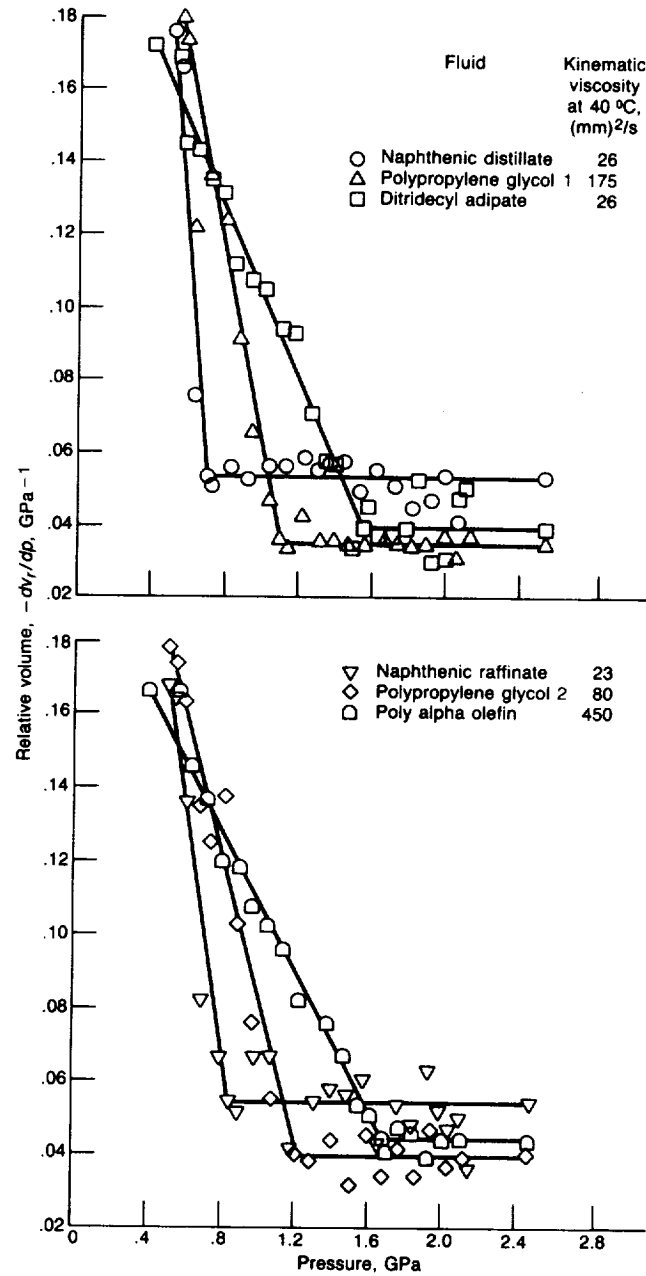 .18
.16
.14
.12
.10
.08
.06
.04
.02
Fluid
Kinematic
viscosity
at 40 ºC,
(mm)²/s
Naphthenic distillate 26
Polypropylene glycol 1 175
Ditridecyl adipate 26
Relative volume, −dvᵣ/dp, GPa−1
.18
.16
.14
.12
.10
.08
.06
.04
.02
Naphthenic raffinate 23
Polypropylene glycol 2 80
Poly alpha olefin 450
0 .4 .8 1.2 1.6 2.0 2.4 2.8
Pressure, GPa